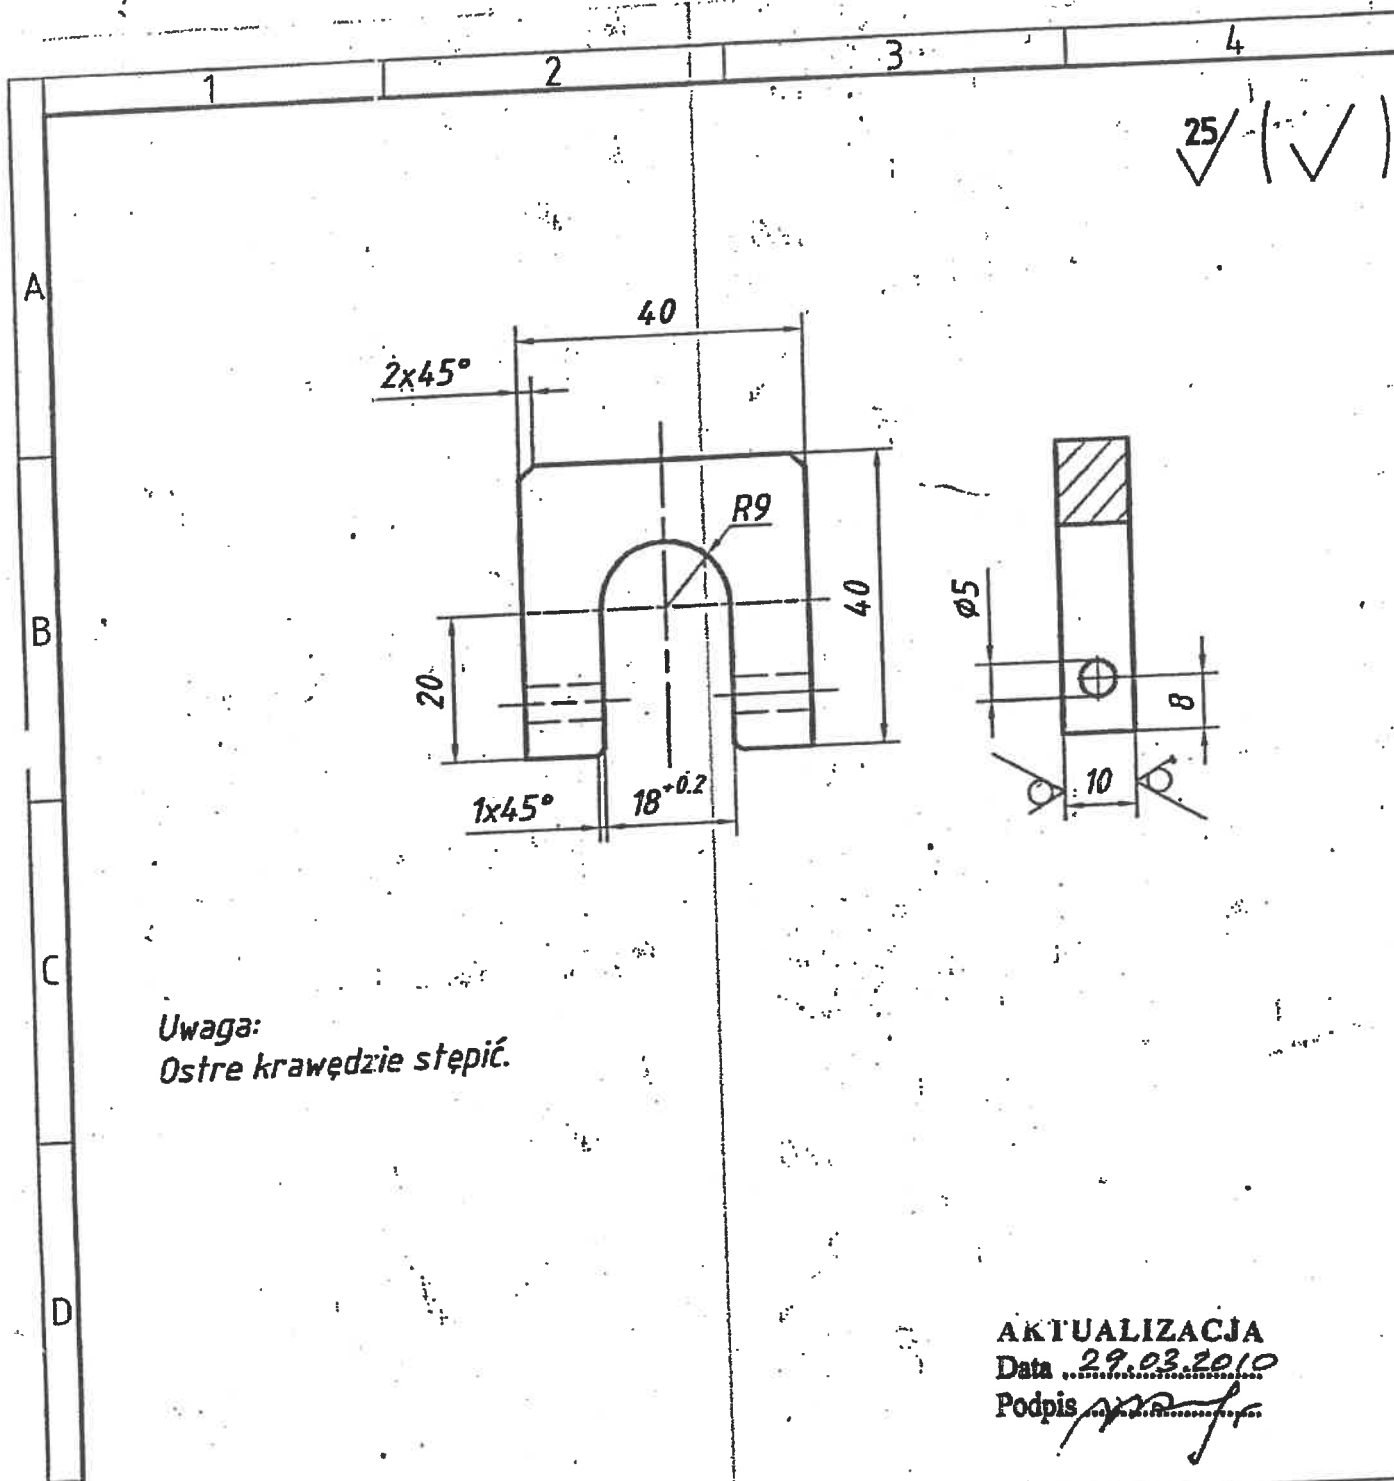 1 2 3 4
25
A
40
2x45°
R9
B
40
20
ø5
8
1x45°
18⁺⁰·²
10
C
Uwaga:
Ostre krawędzie stępić.
D
AKTUALIZACJA
Data 29.03.2010
Podpis